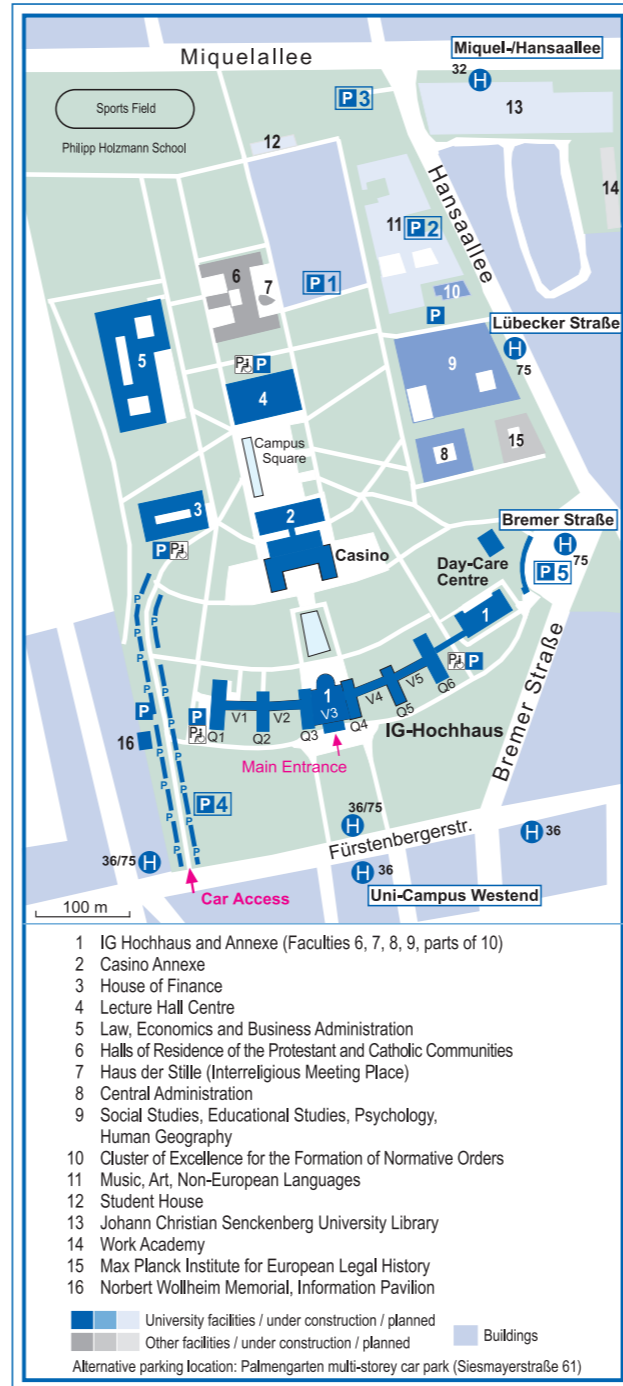 Miquelallee
Miquel-/Hansaallee
32 H
P 3
13
Sports Field
Philipp Holzmann School
12
Hansaallee
14
11 P 2
6
7
P 1
10
P
Lübecker Straße
H
75
5
9
P P
4
8
15
Campus
Square
3
2
Bremer Straße
P P
Casino
H
75
Day-Care
Centre
P 5
1
P P P P
P P
P
P P
1
V1 V2 V3 V4 V5
Q1 Q2 Q3 Q4 Q5 Q6
P
P
IG-Hochhaus
Bremer Straße
16
Main Entrance
P 4
P P P P P P P P
36/75
H
H 36
36/75 H
Fürstenbergerstr.
H 36
100 m
Car Access
Uni-Campus Westend
1 IG Hochhaus and Annexe (Faculties 6, 7, 8, 9, parts of 10)
2 Casino Annexe
3 House of Finance
4 Lecture Hall Centre
5 Law, Economics and Business Administration
6 Halls of Residence of the Protestant and Catholic Communities
7 Haus der Stille (Interreligious Meeting Place)
8 Central Administration
9 Social Studies, Educational Studies, Psychology,
Human Geography
10 Cluster of Excellence for the Formation of Normative Orders
11 Music, Art, Non-European Languages
12 Student House
13 Johann Christian Senckenberg University Library
14 Work Academy
15 Max Planck Institute for European Legal History
16 Norbert Wollheim Memorial, Information Pavilion
University facilities / under construction / planned
Other facilities / under construction / planned
Buildings
Alternative parking location: Palmengarten multi-storey car park (Siesmayerstraße 61)